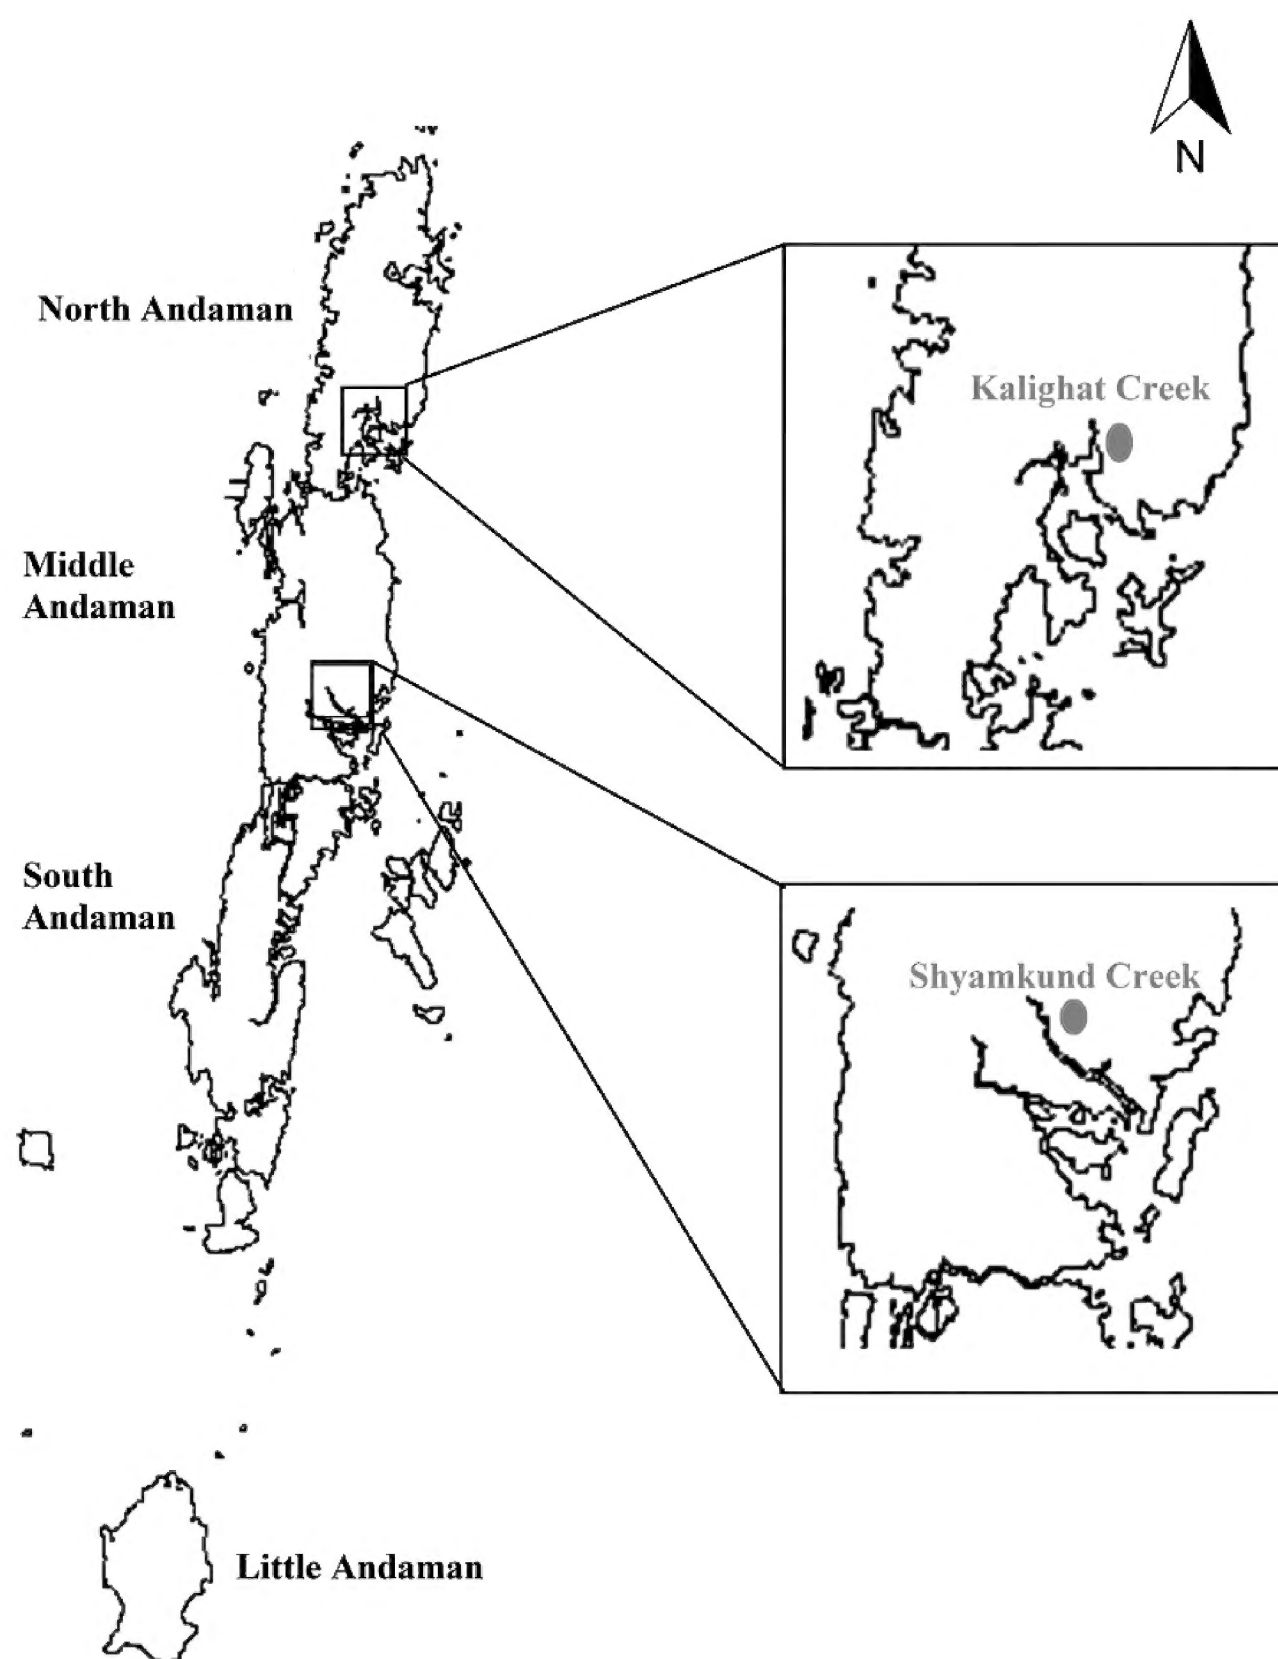 N
North Andaman
Kalighat Creek
Middle
Andaman
South
Andaman
Shyamkund Creek
Little Andaman